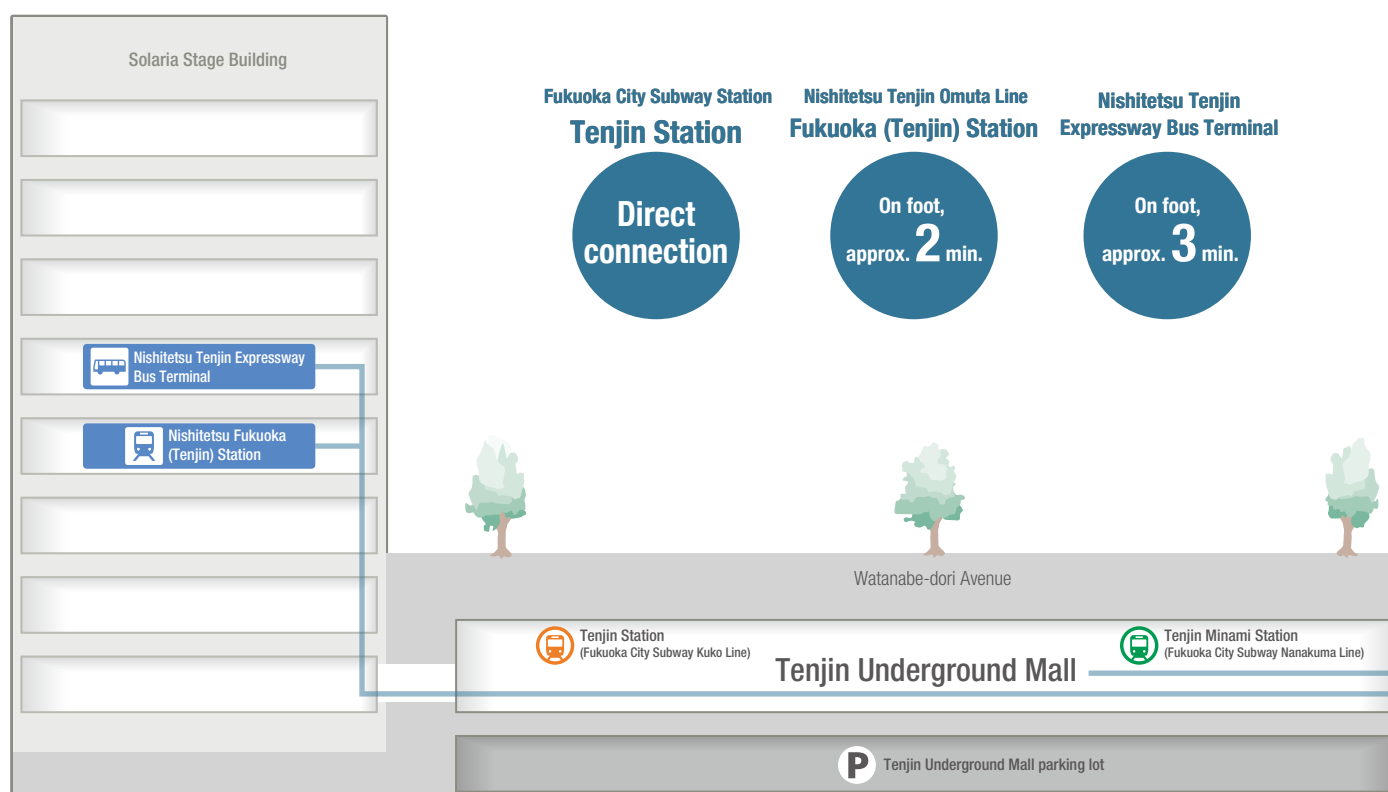 Solaria Stage Building
Fukuoka City Subway Station
Tenjin Station
Direct
connection
Nishitetsu Tenjin Omuta Line
Fukuoka (Tenjin) Station
On foot,
approx. 2 min.
Nishitetsu Tenjin
Expressway Bus Terminal
On foot,
approx. 3 min.
Nishitetsu Tenjin Expressway
Bus Terminal
Nishitetsu Fukuoka
(Tenjin) Station
Watanabe-dori Avenue
Tenjin Station
(Fukuoka City Subway Kuko Line)
Tenjin Underground Mall
Tenjin Minami Station
(Fukuoka City Subway Nanakuma Line)
P Tenjin Underground Mall parking lot